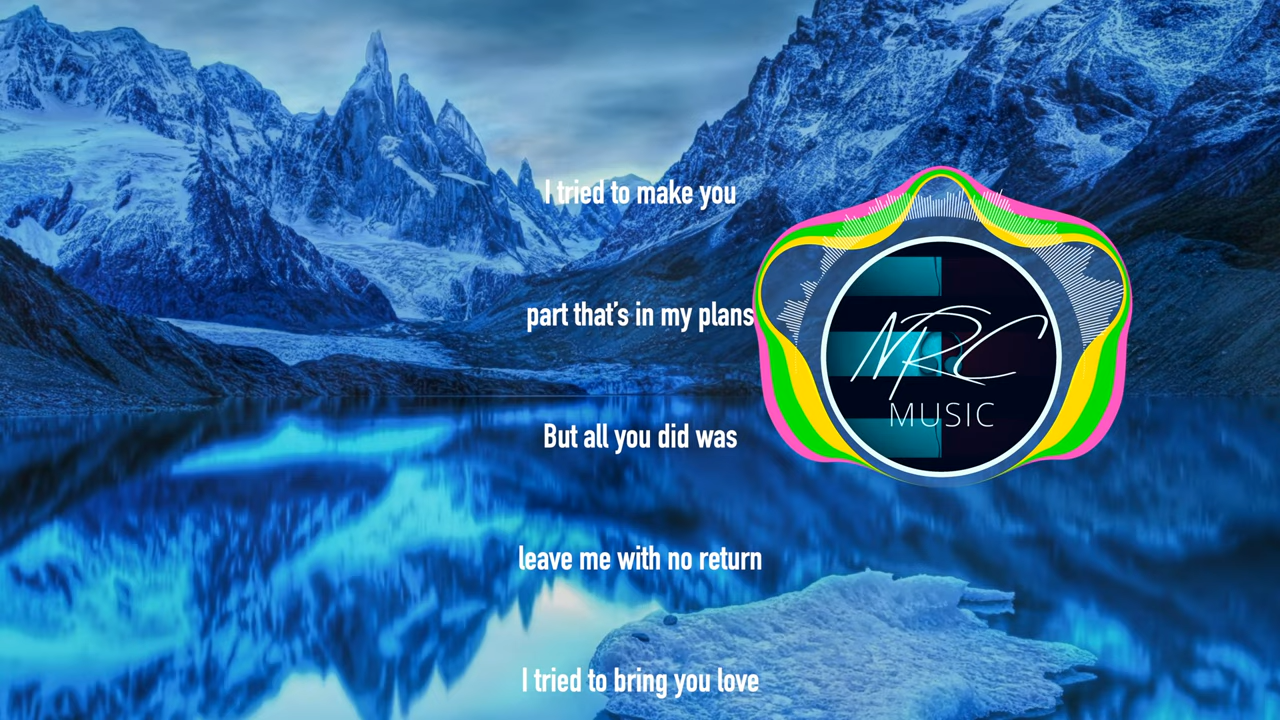 I tried to make you
part that's in my plans
But all you did was
leave me with no return
I tried to bring you love
NRC
MUSIC